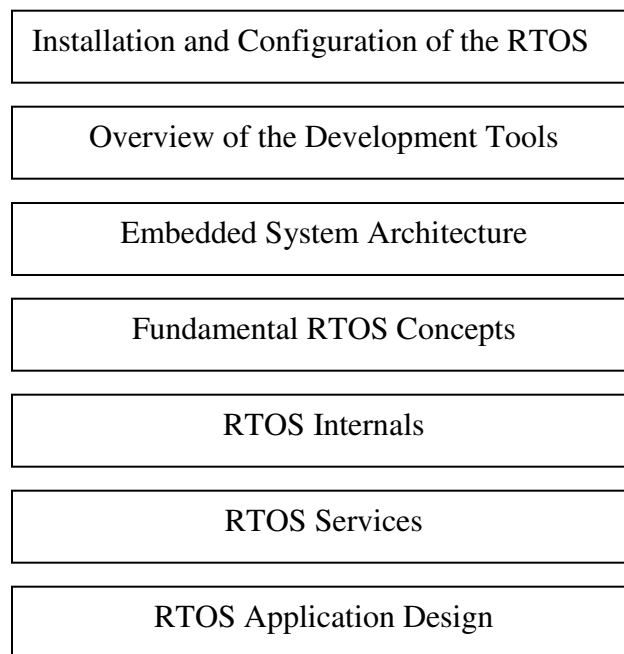 Installation and Configuration of the RTOS
Overview of the Development Tools
Embedded System Architecture
Fundamental RTOS Concepts
RTOS Internals
RTOS Services
RTOS Application Design